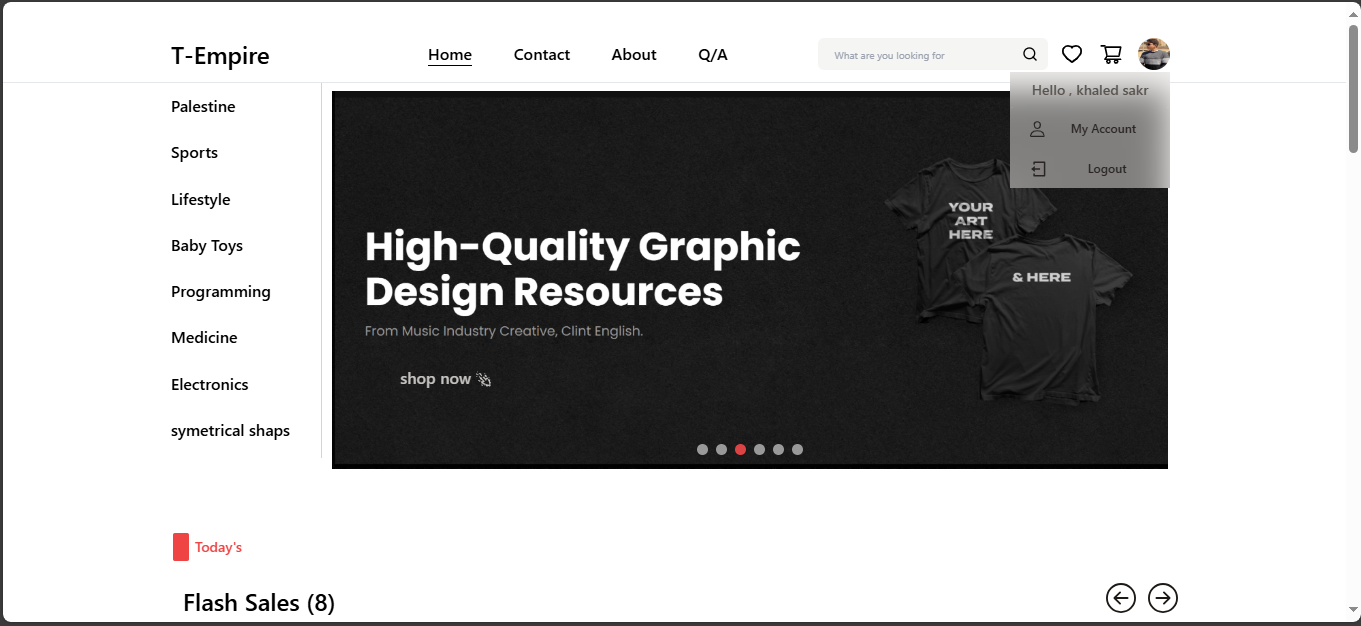 T-Empire
Home
Contact
About
Q/A
What are you looking for
Hello , khaled sakr
My Account
Logout
Palestine
Sports
Lifestyle
Baby Toys
Programming
Medicine
Electronics
symetrical shaps
High-Quality Graphic
Design Resources
From Music Industry Creative, Clint English.
shop now
YOUR
ART
HERE
& HERE
Today's
Flash Sales (8)